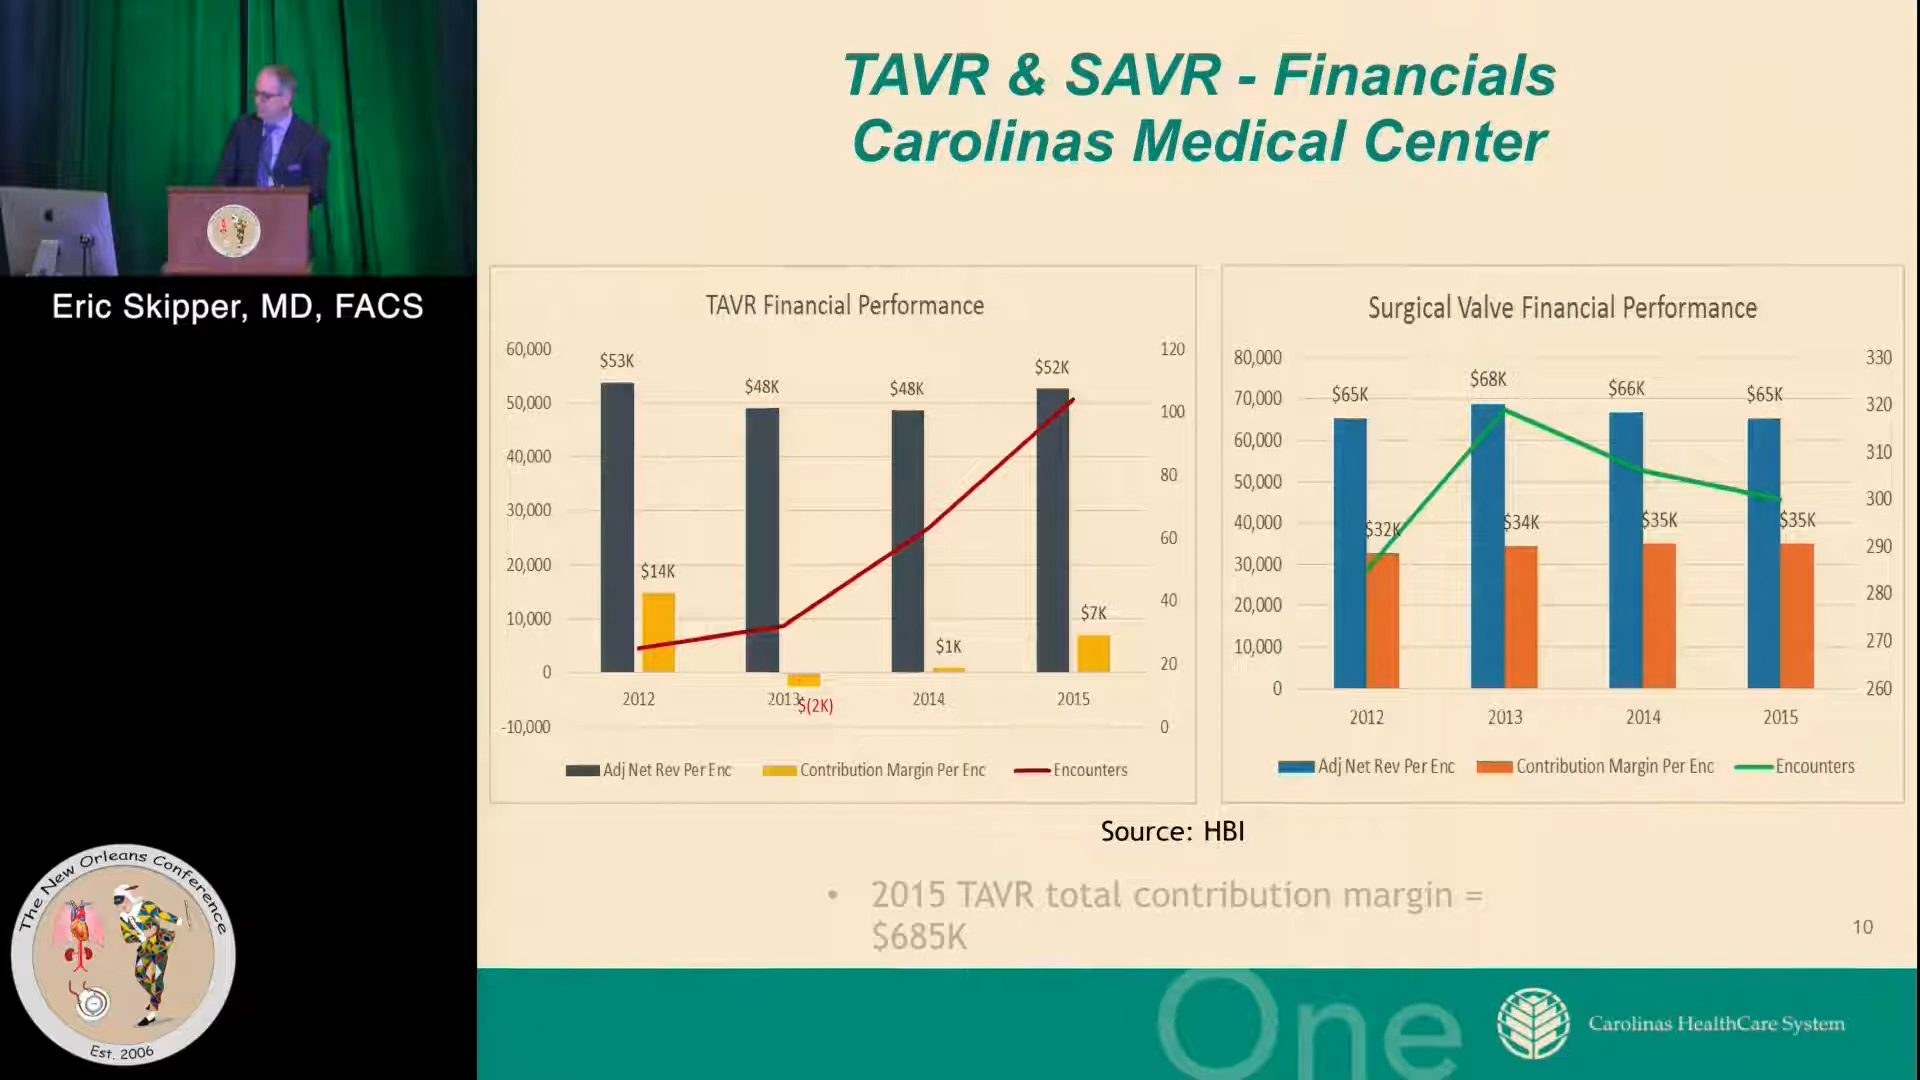 TAVR & SAVR - Financials
Carolinas Medical Center
Eric Skipper, MD, FACS
TAVR Financial Performance
60,000
50,000
40,000
30,000
20,000
10,000
0
-10,000
$53K
$48K
$48K
$52K
$14K
$(2K)
$1K
$7K
120
100
80
60
40
20
0
2012
2013
2014
2015
Adj Net Rev Per Enc
Contribution Margin Per Enc
Encounters
Surgical Valve Financial Performance
80,000
70,000
60,000
50,000
40,000
30,000
20,000
10,000
0
$65K
$68K
$66K
$65K
$32K
$34K
$35K
$35K
330
320
310
300
290
280
270
260
2012
2013
2014
2015
Adj Net Rev Per Enc
Contribution Margin Per Enc
Encounters
Source: HBI
• 2015 TAVR total contribution margin =
$685K
10
One
Carolinas HealthCare System
The New Orleans Conference
Est. 2006